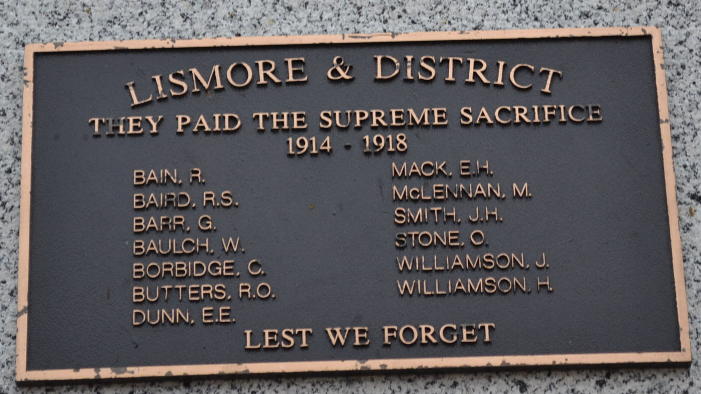 LISMORE & DISTRICT
THEY PAID THE SUPREME SACRIFICE
1914 - 1918
BAIN, R.
BAIRD, R.S.
BARR, G.
BAULCH, W.
BORBIDGE, C.
BUTTERS, R.O.
DUNN, E.E.
MACK, E.H.
McLENNAN, M.
SMITH, J.H.
STONE, O.
WILLIAMSON, J.
WILLIAMSON, H.
LEST WE FORGET